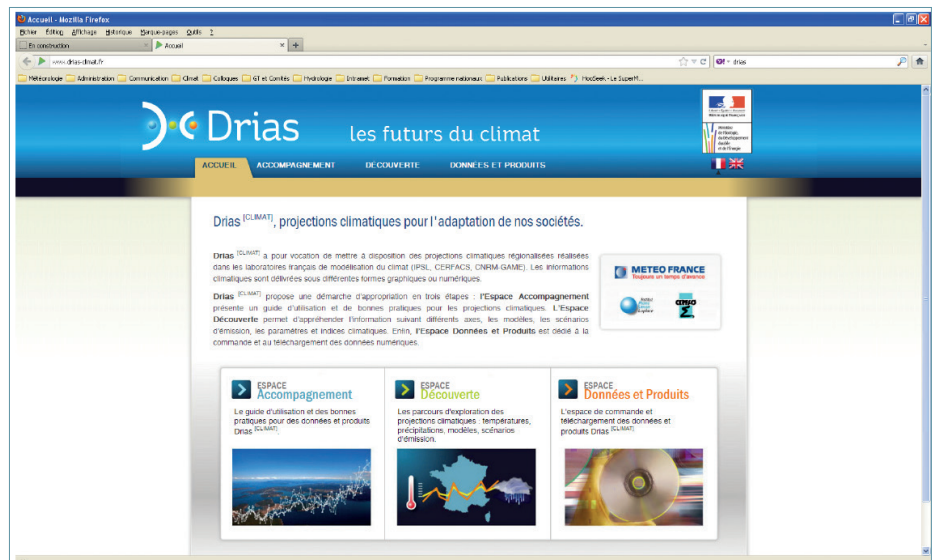 Accueil - Mozilla Firefox
Fichier Édition Affichage Historique Marque-pages Outils ?
En construction Accueil
www.drias-climat.fr drias
Météorologie Administration Communication Climat Colloques GT et Comités Hydrologie Intranet Formation Programme nationaux Publications Utilitaires HooSeek - Le SuperM...
Drias les futurs du climat
ACCUEIL ACCOMPAGNEMENT DÉCOUVERTE DONNÉES ET PRODUITS
Drias [CLIMAT], projections climatiques pour l'adaptation de nos sociétés.
Drias [CLIMAT] a pour vocation de mettre à disposition des projections climatiques régionalisées réalisées
dans les laboratoires français de modélisation du climat (IPSL, CERFACS, CNRM-GAME). Les informations
climatiques sont délivrées sous différentes formes graphiques ou numériques.
Drias [CLIMAT] propose une démarche d'appropriation en trois étapes : l'Espace Accompagnement
présente un guide d'utilisation et de bonnes pratiques pour les projections climatiques. L'Espace
Découverte permet d'appréhender l'information suivant différents axes, les modèles, les scénarios
d'émission, les paramètres et indices climatiques. Enfin, l'Espace Données et Produits est dédié à la
commande et au téléchargement des données numériques.
METEO FRANCE
Toujours un temps d'avance
Institut
Pierre
Simon
Laplace
CERFACS
ESPACE
Accompagnement
Le guide d'utilisation et des bonnes
pratiques pour des données et produits
Drias [CLIMAT]
ESPACE
Découverte
Les parcours d'exploration des
projections climatiques : températures,
précipitations, modèles, scénarios
d'émission.
ESPACE
Données et Produits
L'espace de commande et
téléchargement des données et
produits Drias [CLIMAT]